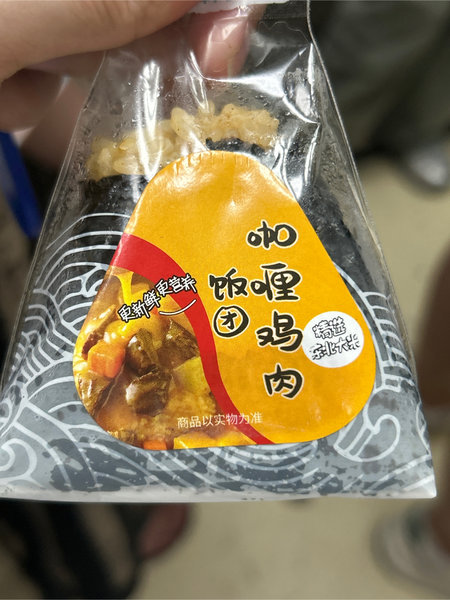 咖喱鸡肉
饭团
更新鲜更营养
精选
东北大米
商品以实物为准